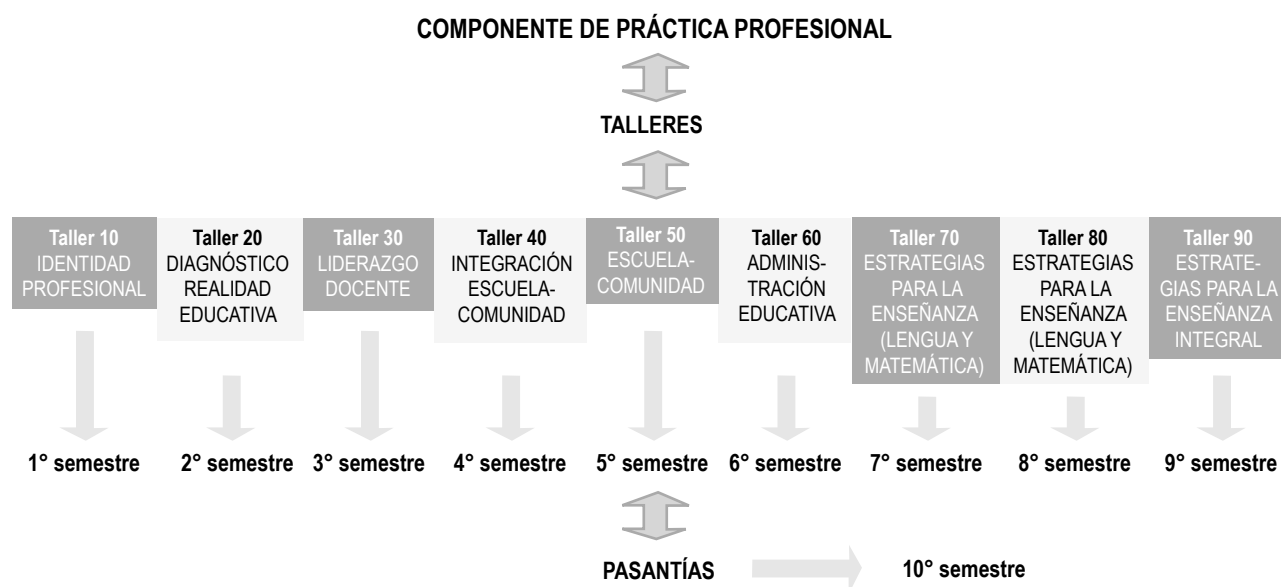 COMPONENTE DE PRÁCTICA PROFESIONAL
TALLERES
Taller 10
IDENTIDAD
PROFESIONAL
Taller 20
DIAGNÓSTICO
REALIDAD
EDUCATIVA
Taller 30
LIDERAZGO
DOCENTE
Taller 40
INTEGRACIÓN
ESCUELA-
COMUNIDAD
Taller 50
ESCUELA-
COMUNIDAD
Taller 60
ADMINIS-
TRACIÓN
EDUCATIVA
Taller 70
ESTRATEGIAS
PARA LA
ENSEÑANZA
(LENGUA Y
MATEMÁTICA)
Taller 80
ESTRATEGIAS
PARA LA
ENSEÑANZA
(LENGUA Y
MATEMÁTICA)
Taller 90
ESTRATE-
GIAS PARA LA
ENSEÑANZA
INTEGRAL
1° semestre
2° semestre
3° semestre
4° semestre
5° semestre
6° semestre
7° semestre
8° semestre
9° semestre
PASANTÍAS
10° semestre